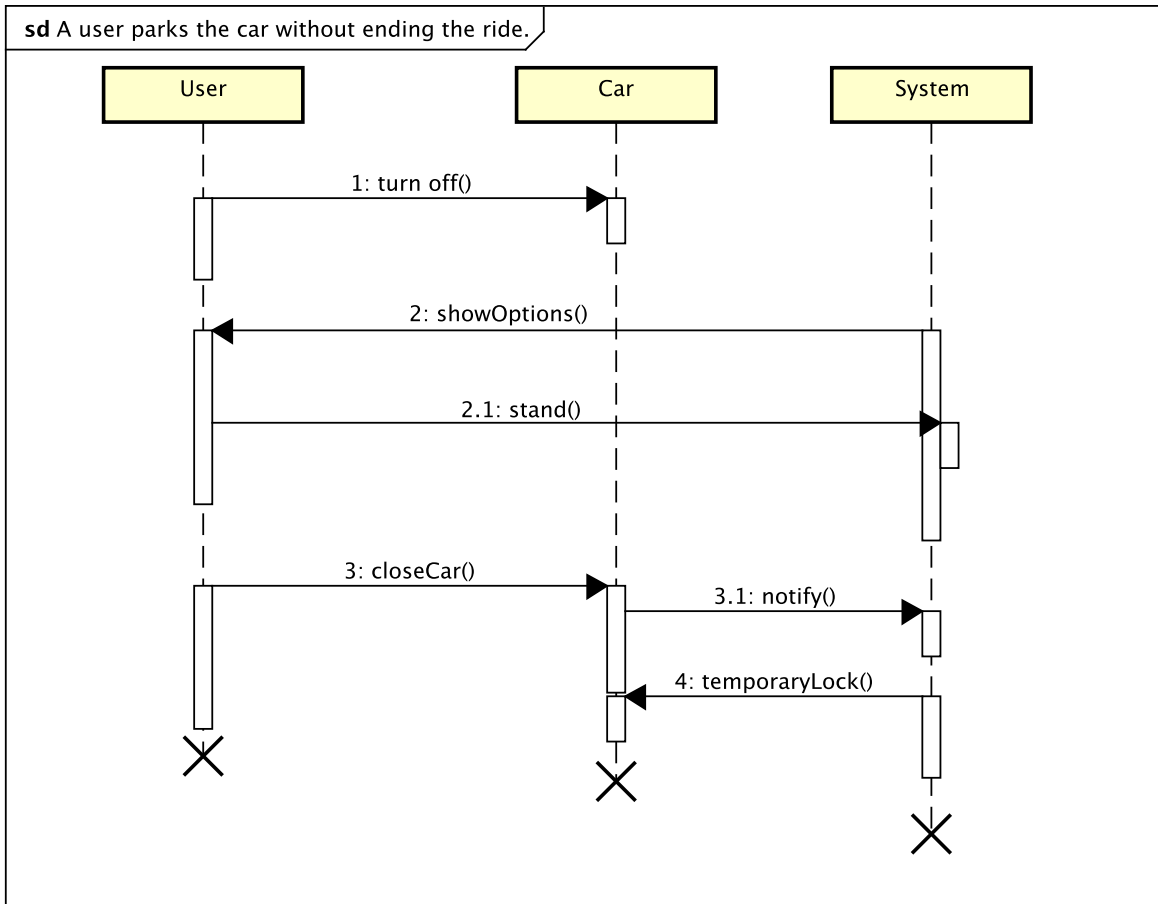 sd A user parks the car without ending the ride.
User
Car
System
1: turn off()
2: showOptions()
2.1: stand()
3: closeCar()
3.1: notify()
4: temporaryLock()